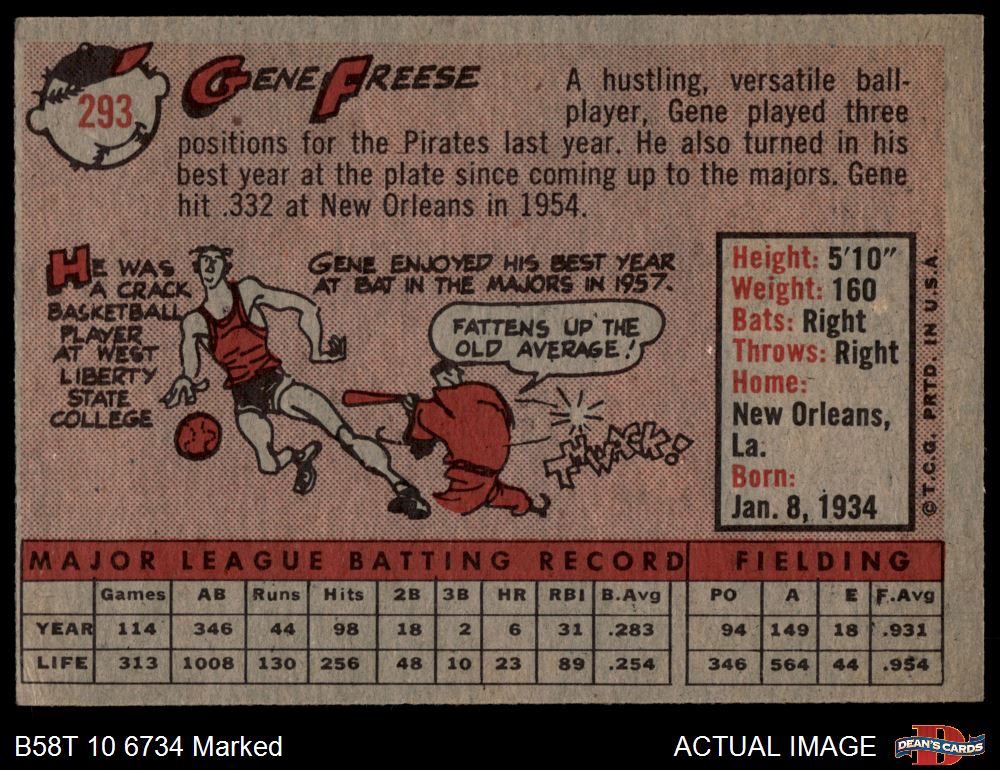 293
GENE FREESE
A hustling, versatile ball-
player, Gene played three
positions for the Pirates last year. He also turned in his
best year at the plate since coming up to the majors. Gene
hit .332 at New Orleans in 1954.
HE WAS
A CRACK
BASKETBALL
PLAYER
AT WEST
LIBERTY
STATE
COLLEGE
GENE ENJOYED HIS BEST YEAR
AT BAT IN THE MAJORS IN 1957.
FATTENS UP THE
OLD AVERAGE!
THWACK!
Height: 5'10"
Weight: 160
Bats: Right
Throws: Right
Home:
New Orleans,
La.
Born:
Jan. 8, 1934
©T.C.G. PRTD. IN U.S.A.
MAJOR LEAGUE BATTING RECORD FIELDING
Games AB Runs Hits 2B 3B HR RBI B.Avg PO A E F.Avg
YEAR 114 346 44 98 18 2 6 31 .283 94 149 18 .931
LIFE 313 1008 130 256 48 10 23 89 .254 346 564 44 .954
B58T 10 6734 Marked
ACTUAL IMAGE
DEAN'S CARDS